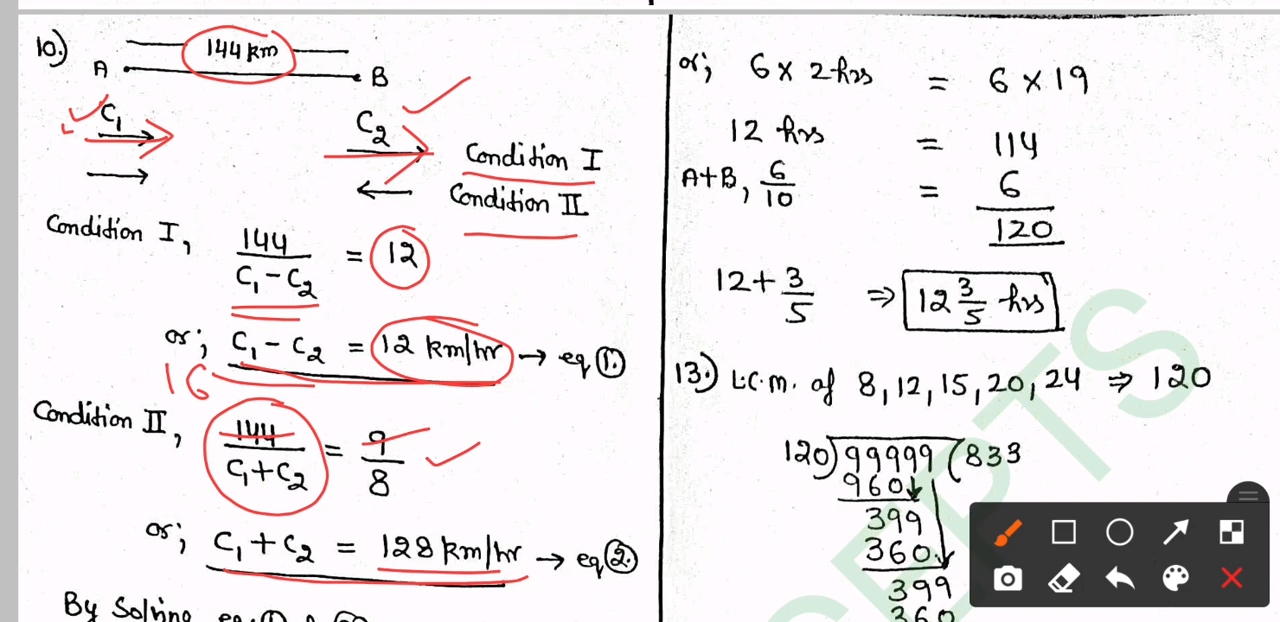 10.)
144 km
A B
C₁ C₂
Condition I
Condition II
Condition I, 144/(C₁ - C₂) = 12
or; C₁ - C₂ = 12 km/hr → eq ①.
16
Condition II, 144/(C₁+C₂) = 9/8
or; C₁ + C₂ = 128 km/hr → eq ②.
By Solving
or; 6 x 2 hrs = 6 x 19
12 hrs = 114
A+B, 6/10 = 6
120
12 + 3/5 ⇒ 12 3/5 hrs
13.) L.C.M. of 8, 12, 15, 20, 24 ⇒ 120
120)99999(833
960
399
360
399
360
CEPTS